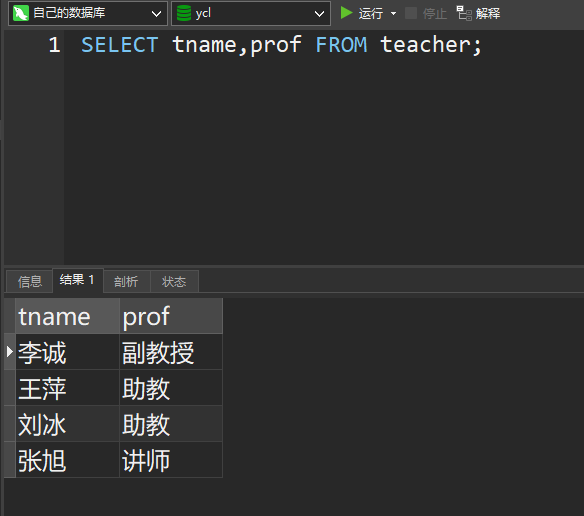 自己的数据库 ycl 运行 停止 解释
1 SELECT tname,prof FROM teacher;
信息 结果 1 剖析 状态
tname prof
李诚 副教授
王萍 助教
刘冰 助教
张旭 讲师